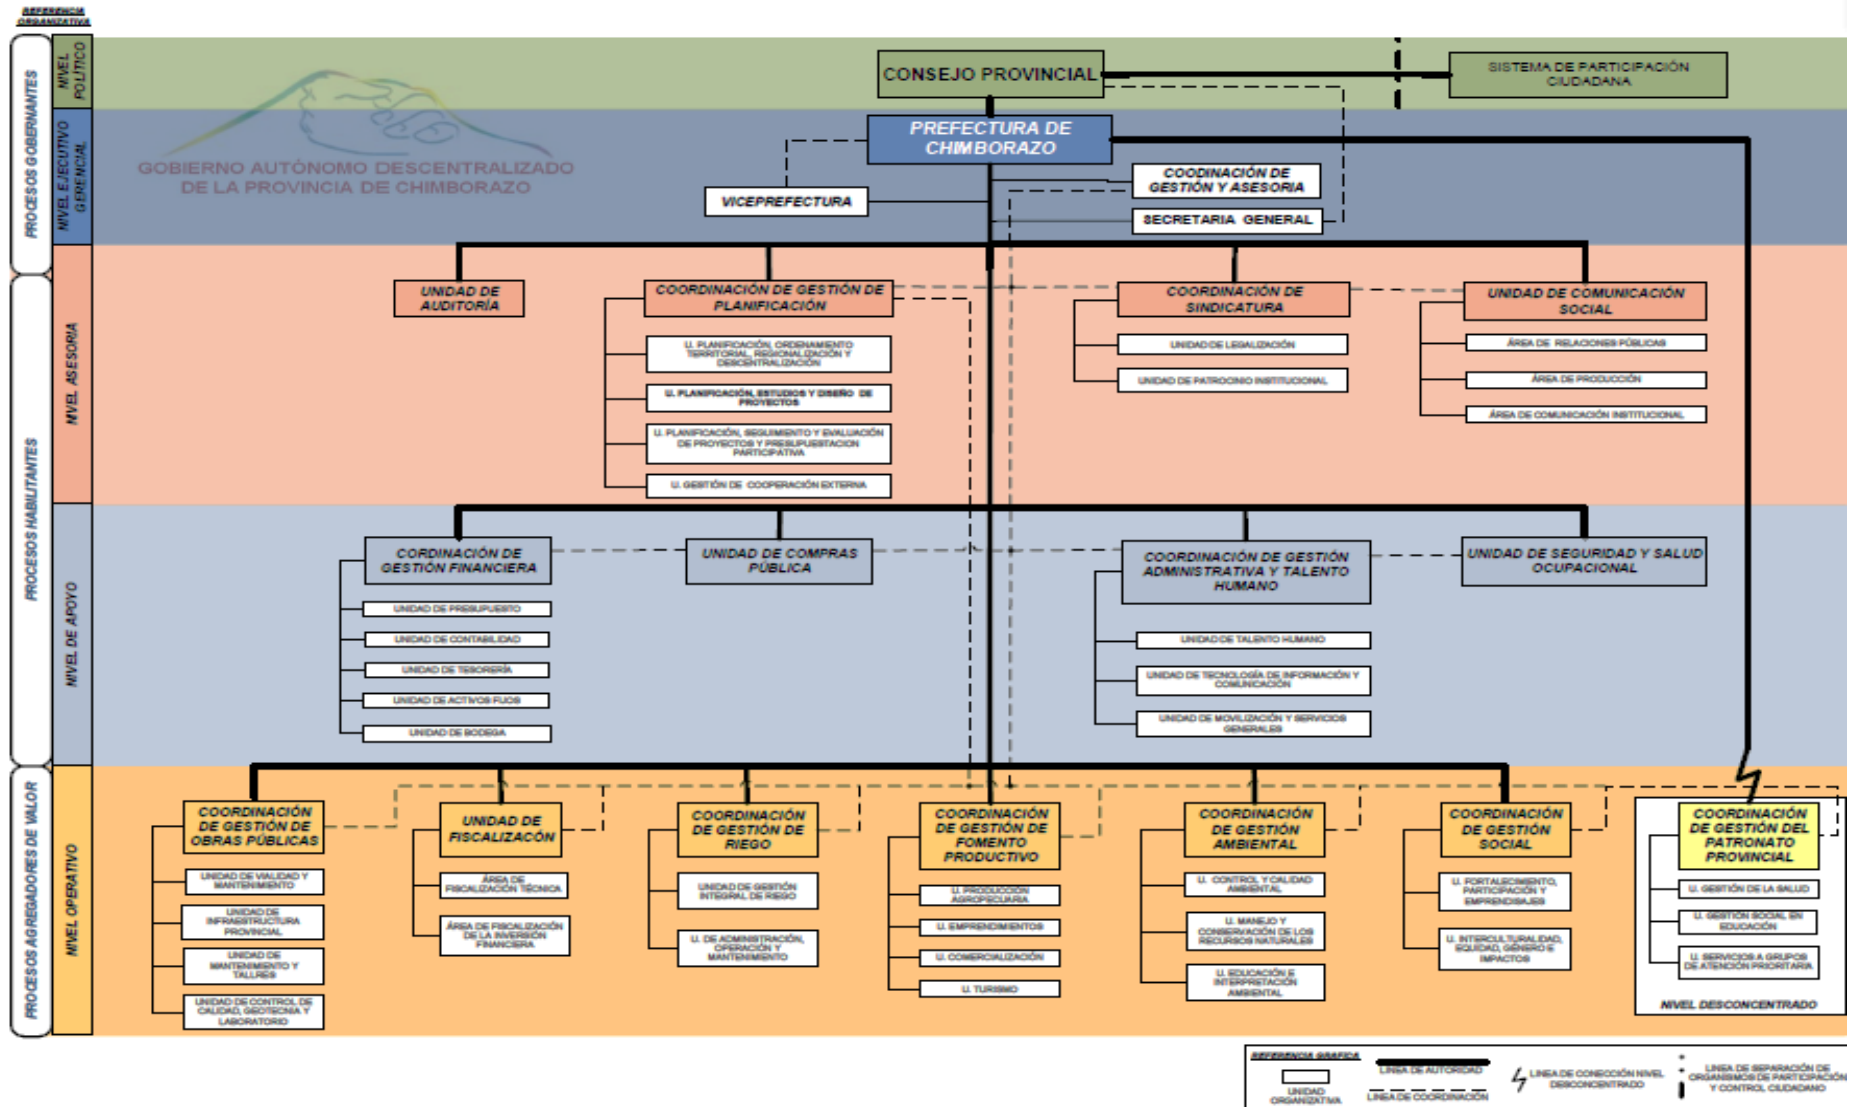 REFERENCIA
ORGANIZATIVA
PROCESOS GOBERNANTES
PROCESOS HABILITANTES
PROCESOS AGREGADORES DE VALOR
NIVEL
POLÍTICO
NIVEL EJECUTIVO
GERENCIAL
NIVEL ASESORIA
NIVEL DE APOYO
NIVEL OPERATIVO
GOBIERNO AUTÓNOMO DESCENTRALIZADO
DE LA PROVINCIA DE CHIMBORAZO
CONSEJO PROVINCIAL
SISTEMA DE PARTICIPACIÓN
CIUDADANA
PREFECTURA DE
CHIMBORAZO
VICEPREFECTURA
COODINACIÓN DE
GESTIÓN Y ASESORIA
SECRETARIA GENERAL
UNIDAD DE
AUDITORÍA
COORDINACIÓN DE GESTIÓN DE
PLANIFICACIÓN
U. PLANIFICACIÓN, ORDENAMIENTO
TERRITORIAL, REGIONALIZACIÓN Y
DESCENTRALIZACIÓN
U. PLANIFICACIÓN, ESTUDIOS Y DISEÑO DE
PROYECTOS
U. PLANIFICACIÓN, SEGUIMIENTO Y EVALUACIÓN
DE PROYECTOS Y PRESUPUESTACION
PARTICIPATIVA
U. GESTIÓN DE COOPERACIÓN EXTERNA
COORDINACIÓN DE
SINDICATURA
UNIDAD DE LEGALIZACIÓN
UNIDAD DE PATROCINIO INSTITUCIONAL
UNIDAD DE COMUNICACIÓN
SOCIAL
ÁREA DE RELACIONES PÚBLICAS
ÁREA DE PRODUCCIÓN
ÁREA DE COMUNICACIÓN INSTITUCIONAL
CORDINACIÓN DE
GESTIÓN FINANCIERA
UNIDAD DE PRESUPUESTO
UNIDAD DE CONTABILIDAD
UNIDAD DE TESORERÍA
UNIDAD DE ACTIVOS FIJOS
UNIDAD DE BODEGA
UNIDAD DE COMPRAS
PÚBLICA
COORDINACIÓN DE GESTIÓN
ADMINISTRATIVA Y TALENTO
HUMANO
UNIDAD DE TALENTO HUMANO
UNIDAD DE TECNOLOGÍA DE INFORMACIÓN Y
COMUNICACIÓN
UNIDAD DE MOVILIZACIÓN Y SERVICIOS
GENERALES
UNIDAD DE SEGURIDAD Y SALUD
OCUPACIONAL
COORDINACIÓN
DE GESTIÓN DE
OBRAS PÚBLICAS
UNIDAD DE VIALIDAD Y
MANTENIMIENTO
UNIDAD DE
INFRAESTRUCTURA
PROVINCIAL
UNIDAD DE
MANTENIMIENTO Y
TALLRES
UNIDAD DE CONTROL DE
CALIDAD, GEOTECNIA Y
LABORATORIO
UNIDAD DE
FISCALIZACÓN
ÁREA DE
FISCALIZACIÓN TÉCNICA
ÁREA DE FISCALIZACIÓN
DE LA INVERSIÓN
FINANCIERA
COORDINACIÓN
DE GESTIÓN DE
RIEGO
UNIDAD DE GESTIÓN
INTEGRAL DE RIEGO
U. DE ADMINISTRACIÓN,
OPERACIÓN Y
MANTENIMIENTO
COORDINACIÓN
DE GESTIÓN DE
FOMENTO
PRODUCTIVO
U. PRODUCCIÓN
AGROPECUARIA
U. EMPRENDIMIENTOS
U. COMERCIALIZACIÓN
U. TURISMO
COORDINACIÓN
DE GESTIÓN
AMBIENTAL
U. CONTROL Y CALIDAD
AMBIENTAL
U. MANEJO Y
CONSERVACIÓN DE LOS
RECURSOS NATURALES
U. EDUCACIÓN E
INTERPRETACIÓN
AMBIENTAL
COORDINACIÓN
DE GESTIÓN
SOCIAL
U. FORTALECIMIENTO,
PARTICIPACIÓN Y
EMPRENDISAJES
U. INTERCULTURALIDAD,
EQUIDAD, GÉNERO E
IMPACTOS
COORDINACIÓN
DE GESTIÓN DEL
PATRONATO
PROVINCIAL
U. GESTIÓN DE LA SALUD
U. GESTIÓN SOCIAL EN
EDUCACIÓN
U. SERVICIOS A GRUPOS
DE ATENCIÓN PRIORITARIA
NIVEL DESCONCENTRADO
REFERENCIA GRAFICA
UNIDAD
ORGANIZATIVA
LINEA DE AUTORIDAD
LINEA DE COORDINACIÓN
LINEA DE CONECCIÓN NIVEL
DESCONCENTRADO
LINEA DE SEPARACIÓN DE
ORGANISMOS DE PARTICIPACIÓN
Y CONTROL CIUDADANO